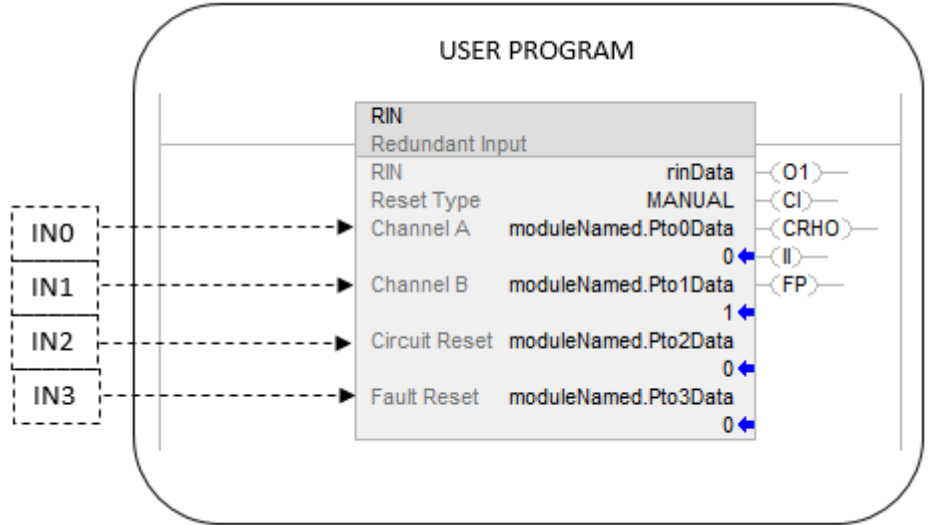 USER PROGRAM
RIN
Redundant Input
RIN rinData (O1)
Reset Type MANUAL (CI)
IN0 Channel A moduleNamed.Pto0Data (CRHO)
0 (II)
IN1 Channel B moduleNamed.Pto1Data (FP)
1
IN2 Circuit Reset moduleNamed.Pto2Data
0
IN3 Fault Reset moduleNamed.Pto3Data
0